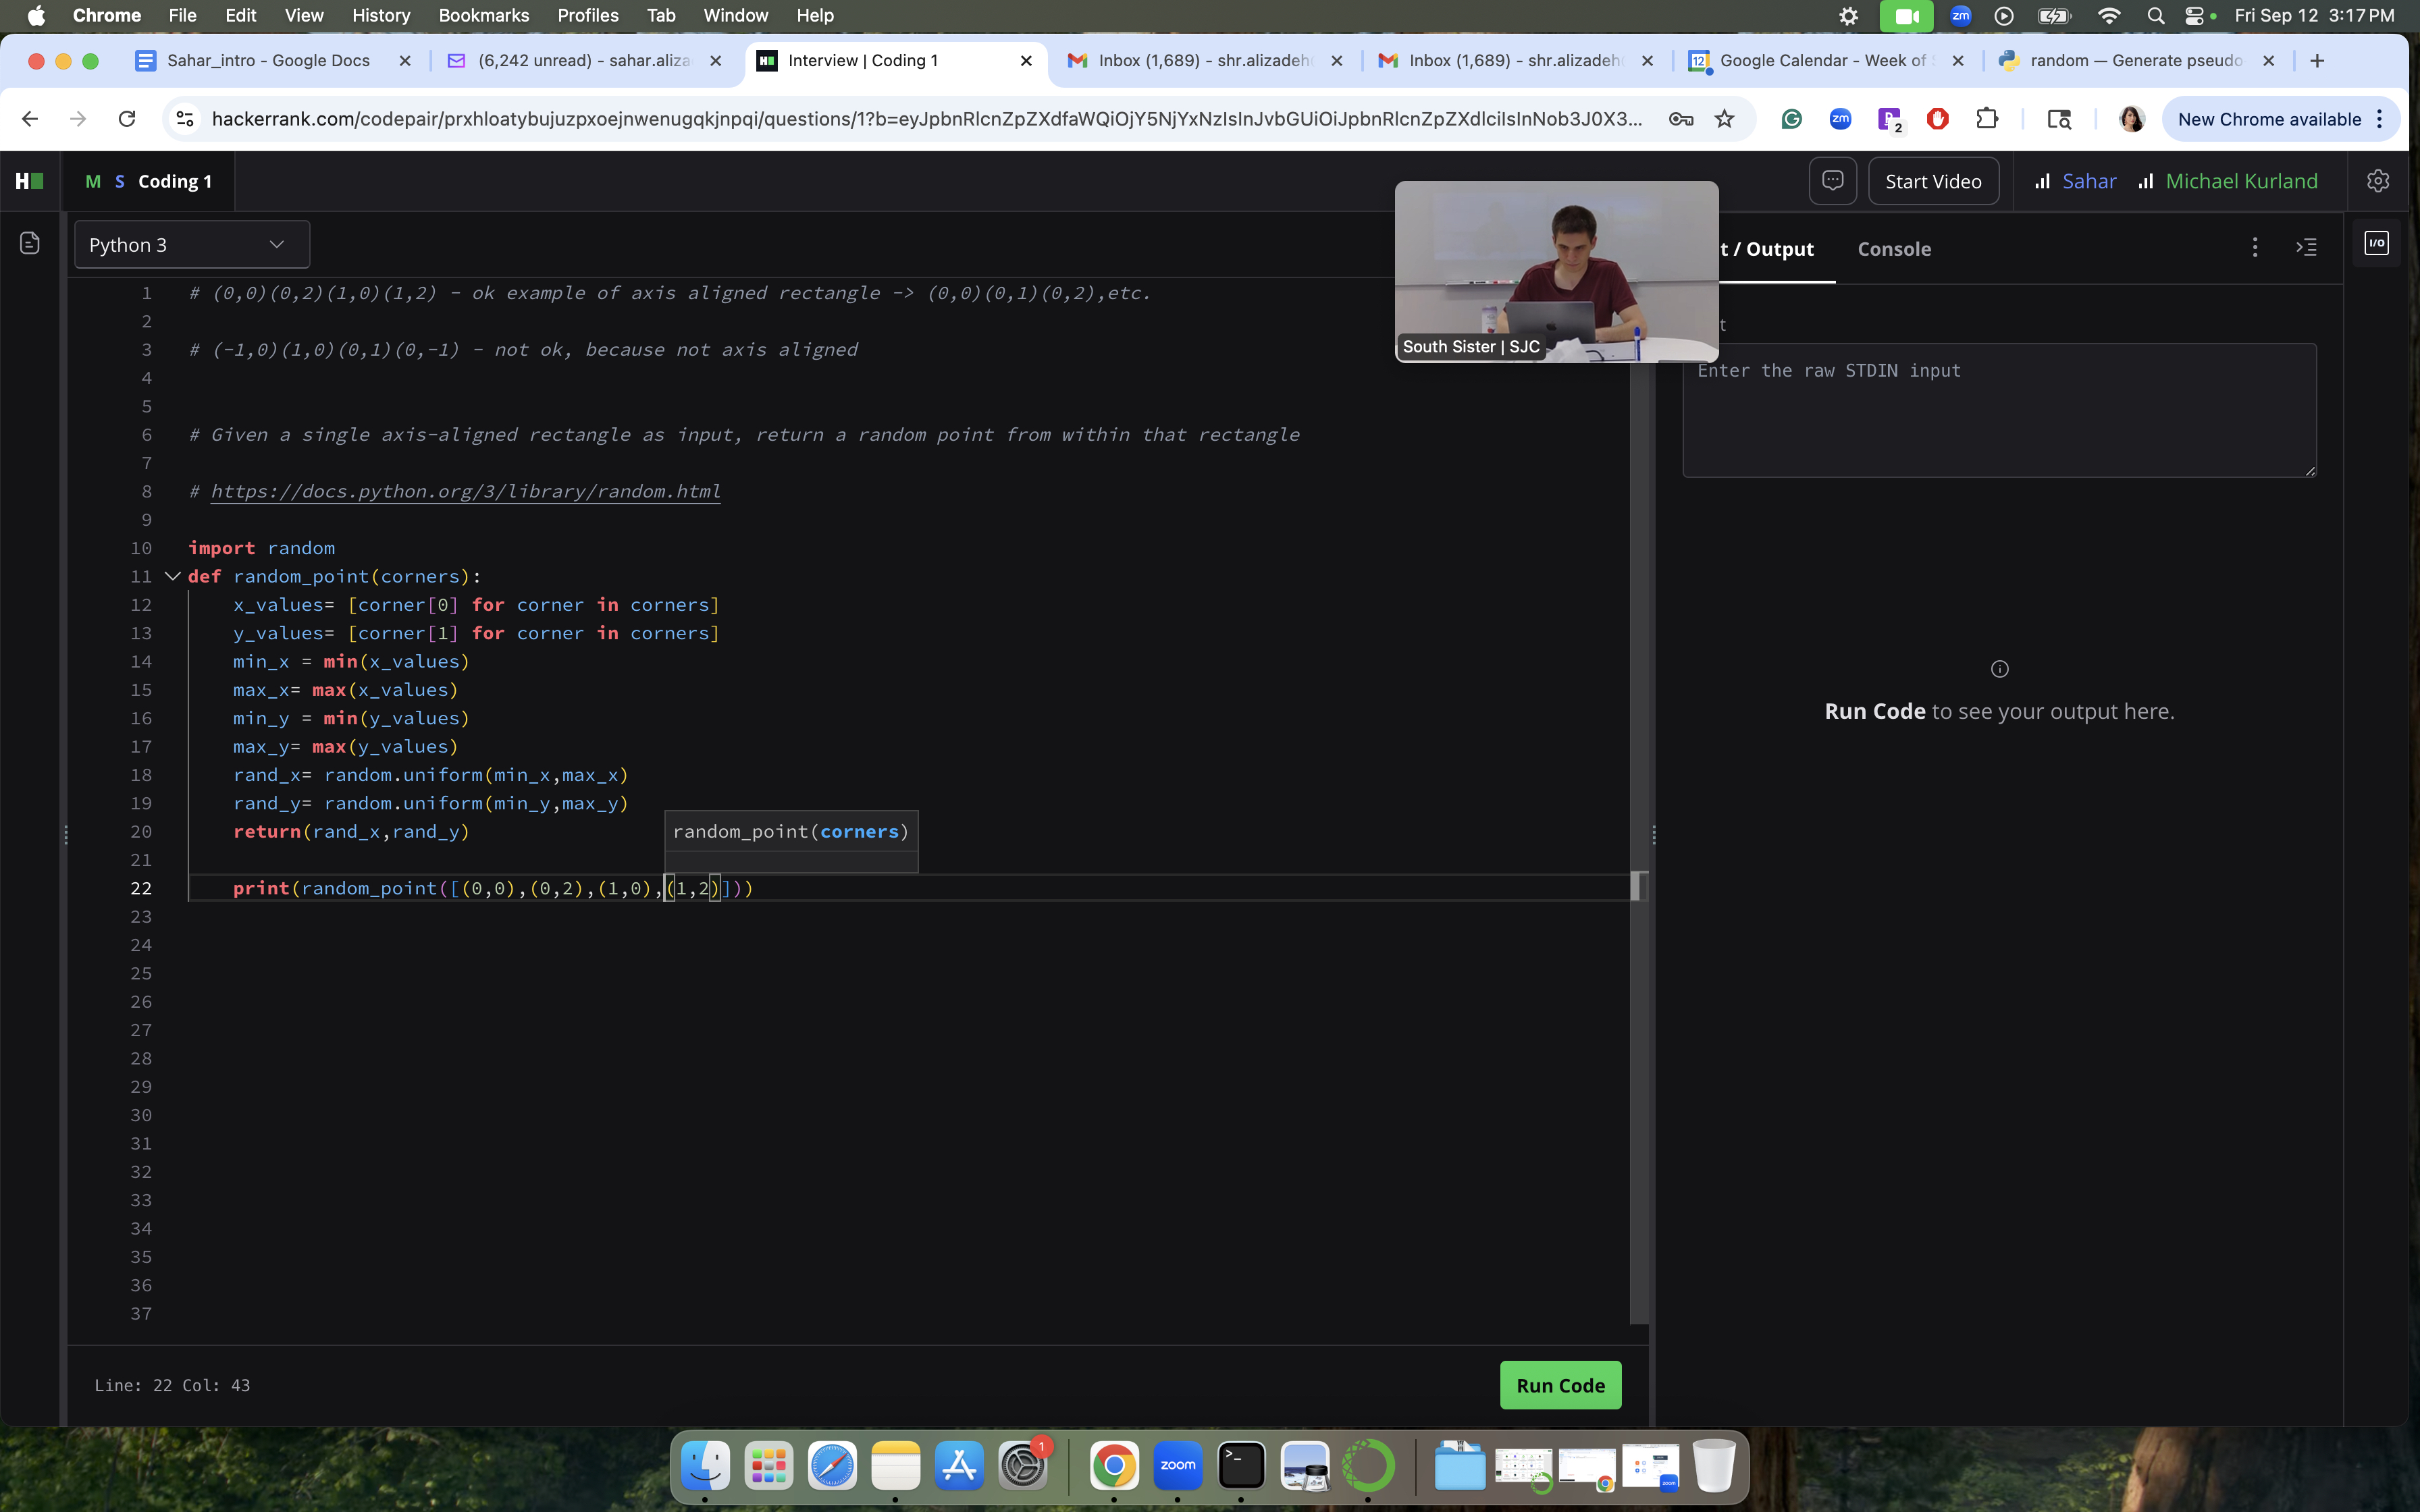 Chrome File Edit View History Bookmarks Profiles Tab Window Help zm Fri Sep 12 3:17 PM
Sahar_intro - Google Docs (6,242 unread) - sahar.aliza Interview | Coding 1 Inbox (1,689) - shr.alizadeh Inbox (1,689) - shr.alizadeh 12 Google Calendar - Week of random — Generate pseudo
hackerrank.com/codepair/ zm 2 New Chrome available
H M S Coding 1 Start Video Sahar Michael Kurland
Python 3
t / Output Console I/O
South Sister | SJC
t
Enter the raw STDIN input
Run Code to see your output here.
1 # (0,0)(0,2)(1,0)(1,2) - ok example of axis aligned rectangle -> (0,0)(0,1)(0,2),etc.
2
3 # (-1,0)(1,0)(0,1)(0,-1) - not ok, because not axis aligned
4
5
6 # Given a single axis-aligned rectangle as input, return a random point from within that rectangle
7
8 # https://docs.python.org/3/library/random.html
9
10 import random
11 def random_point(corners):
12 x_values= [corner[0] for corner in corners]
13 y_values= [corner[1] for corner in corners]
14 min_x = min(x_values)
15 max_x= max(x_values)
16 min_y = min(y_values)
17 max_y= max(y_values)
18 rand_x= random.uniform(min_x,max_x)
19 rand_y= random.uniform(min_y,max_y)
20 return(rand_x,rand_y)
random_point(corners)
21
22 print(random_point([(0,0),(0,2),(1,0),(1,2)]))
23
24
25
26
27
28
29
30
31
32
33
34
35
36
37
Line: 22 Col: 43
Run Code
1 zoom